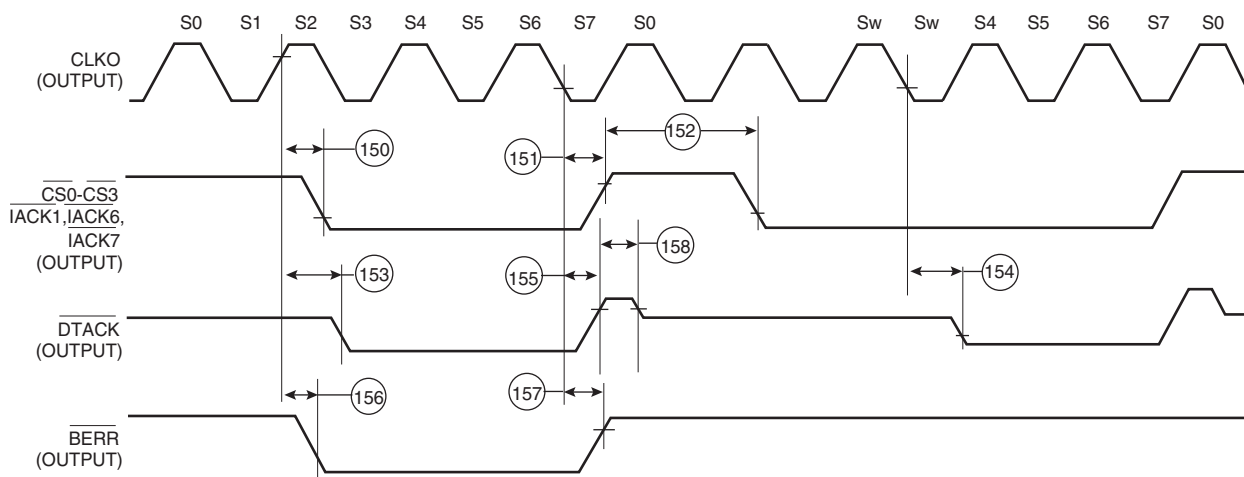 S0 S1 S2 S3 S4 S5 S6 S7 S0 Sw Sw S4 S5 S6 S7 S0
CLKO
(OUTPUT)
150
151
152
CS0-CS3
IACK1,IACK6,
IACK7
(OUTPUT)
153
155
158
154
DTACK
(OUTPUT)
156
157
BERR
(OUTPUT)